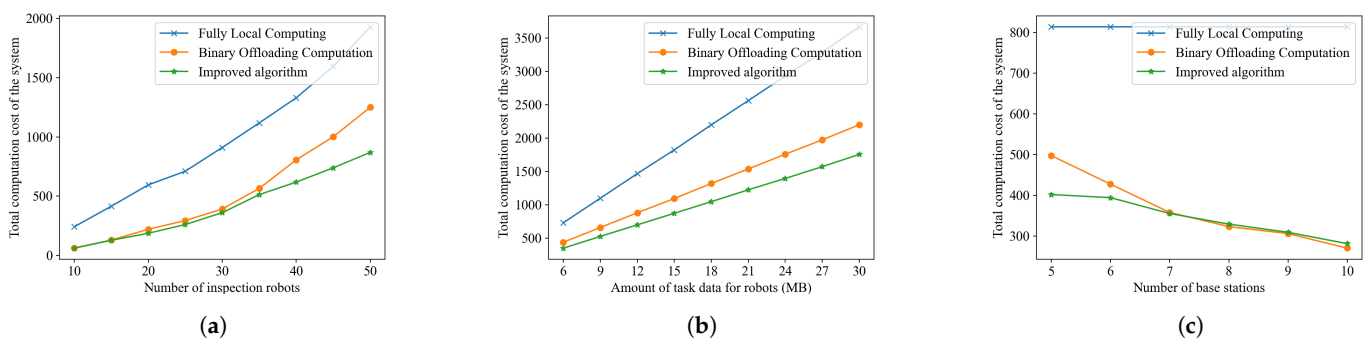 Total computation cost of the system
2000
1500
1000
500
0
Fully Local Computing
Binary Offloading Computation
Improved algorithm
10 20 30 40 50
Number of inspection robots
(a)
Total computation cost of the system
3500
3000
2500
2000
1500
1000
500
Fully Local Computing
Binary Offloading Computation
Improved algorithm
6 9 12 15 18 21 24 27 30
Amount of task data for robots (MB)
(b)
Total computation cost of the system
800
700
600
500
400
300
Fully Local Computing
Binary Offloading Computation
Improved algorithm
5 6 7 8 9 10
Number of base stations
(c)